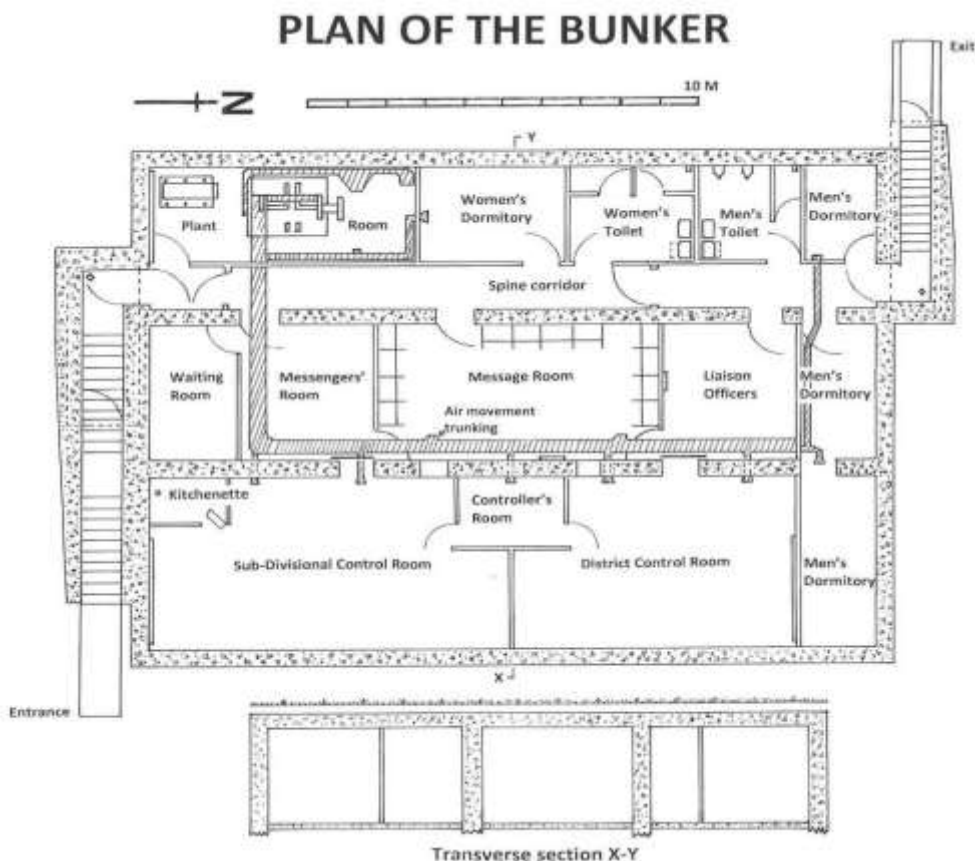 PLAN OF THE BUNKER
Exit
N
10 M
Y
Plant
Room
Women's
Dormitory
Women's
Toilet
Men's
Toilet
Men's
Dormitory
Spine corridor
Waiting
Room
Messengers'
Room
Message Room
Liaison
Officers
Men's
Dormitory
Air movement
trunking
Kitchenette
Controller's
Room
Sub-Divisional Control Room
District Control Room
Men's
Dormitory
X
Entrance
Transverse section X-Y